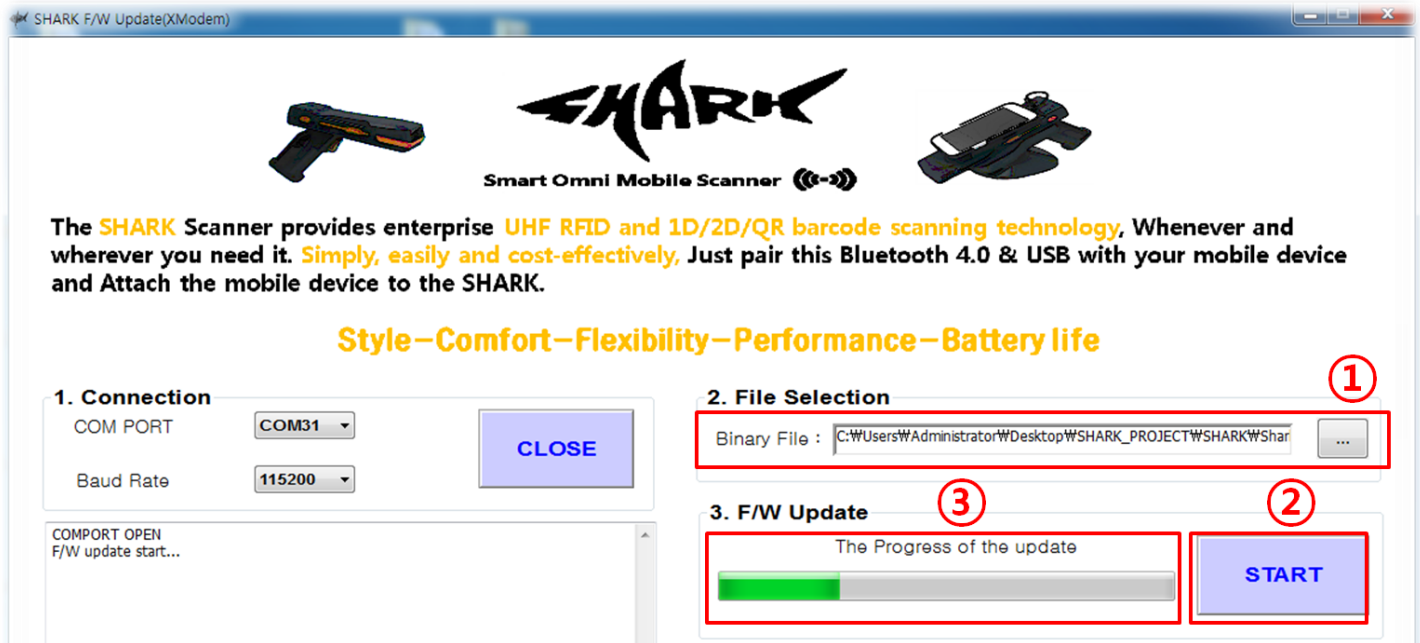 SHARK F/W Update(XModem)
SHARK
Smart Omni Mobile Scanner
The SHARK Scanner provides enterprise UHF RFID and 1D/2D/QR barcode scanning technology, Whenever and
wherever you need it. Simply, easily and cost-effectively, Just pair this Bluetooth 4.0 & USB with your mobile device
and Attach the mobile device to the SHARK.
Style-Comfort-Flexibility-Performance-Battery life
1. Connection
COM PORT
COM31
CLOSE
Baud Rate
115200
COMPORT OPEN
F/W update start...
①
2. File Selection
Binary File :
C:₩Users₩Administrator₩Desktop₩SHARK_PROJECT₩SHARK₩Shar
...
③
②
3. F/W Update
The Progress of the update
START